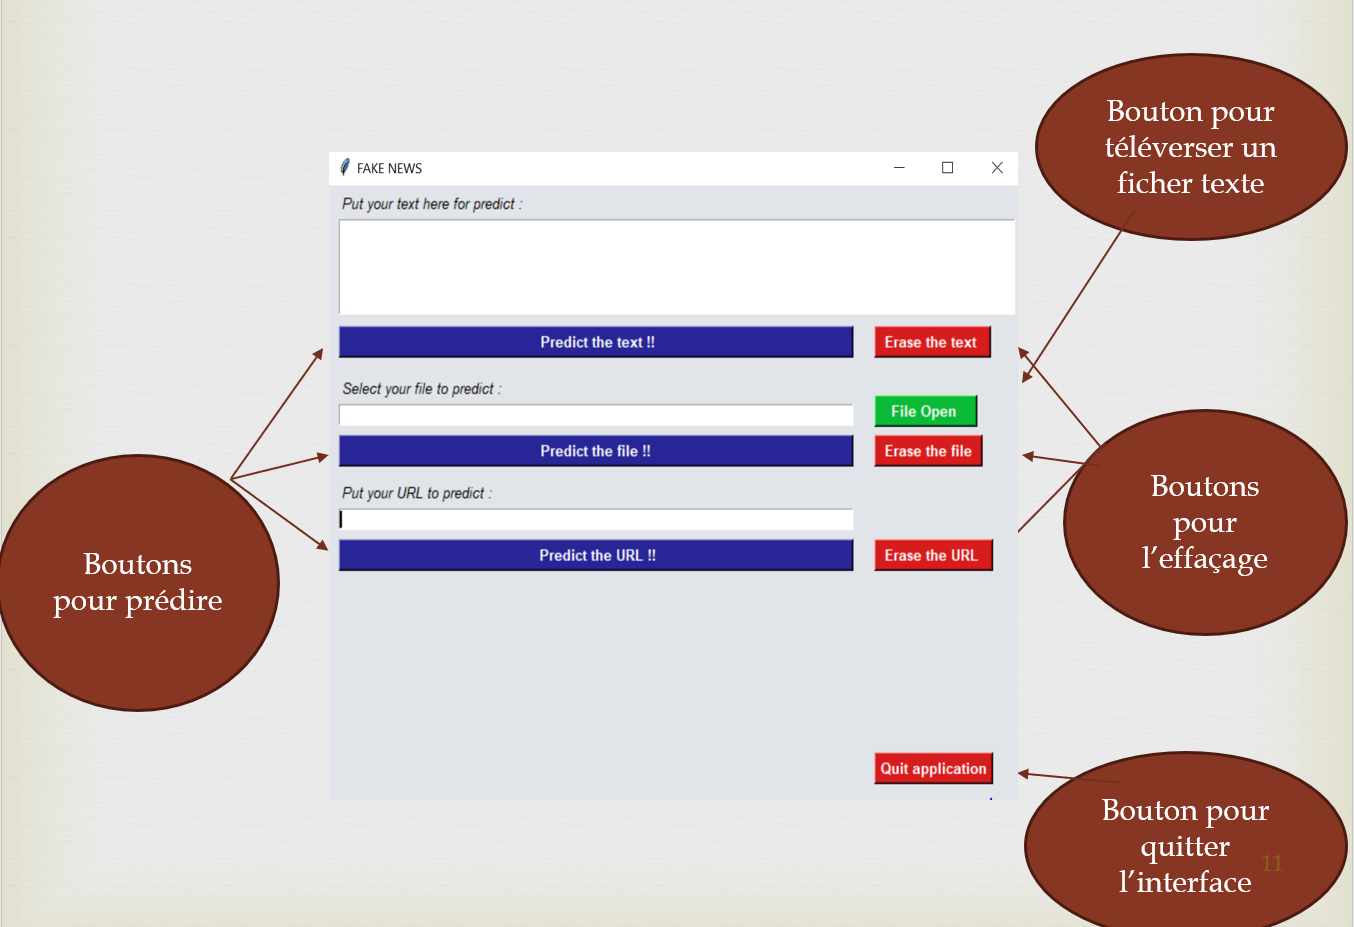 Bouton pour
téléverser un
ficher texte
FAKE NEWS
Put your text here for predict :
Predict the text !!
Erase the text
Select your file to predict :
File Open
Predict the file !!
Erase the file
Put your URL to predict :
Predict the URL !!
Erase the URL
Boutons
pour
l’effaçage
Boutons
pour prédire
Quit application
Bouton pour
quitter
l’interface
11